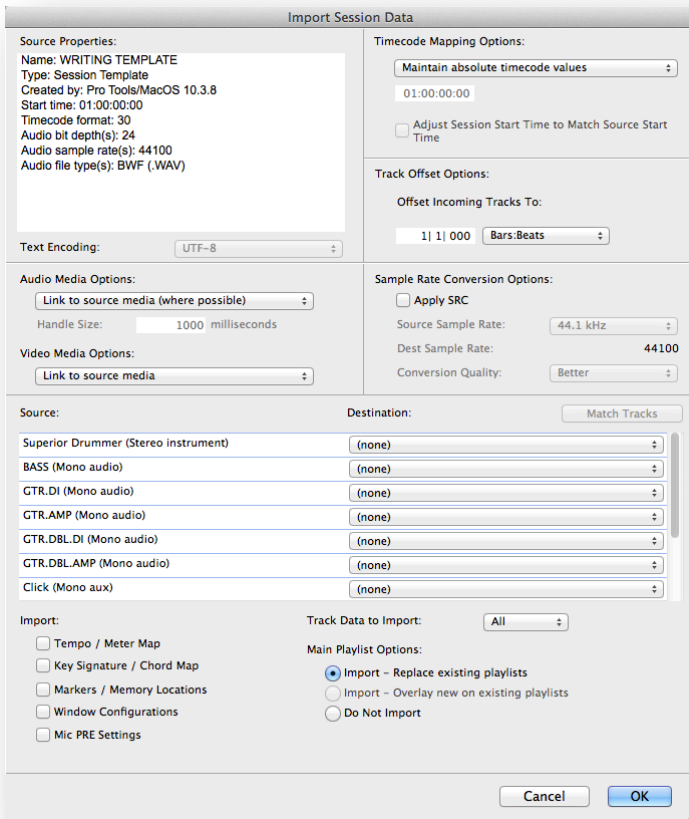 Import Session Data
Source Properties:
Name: WRITING TEMPLATE
Type: Session Template
Created by: Pro Tools/MacOS 10.3.8
Start time: 01:00:00:00
Timecode format: 30
Audio bit depth(s): 24
Audio sample rate(s): 44100
Audio file type(s): BWF (.WAV)
Text Encoding: UTF-8
Timecode Mapping Options:
Maintain absolute timecode values
01:00:00:00
Adjust Session Start Time to Match Source Start
Time
Track Offset Options:
Offset Incoming Tracks To:
1| 1| 000 Bars:Beats
Audio Media Options:
Link to source media (where possible)
Handle Size: 1000 milliseconds
Video Media Options:
Link to source media
Sample Rate Conversion Options:
Apply SRC
Source Sample Rate: 44.1 kHz
Dest Sample Rate: 44100
Conversion Quality: Better
Source: Destination: Match Tracks
Superior Drummer (Stereo instrument) (none)
BASS (Mono audio) (none)
GTR.DI (Mono audio) (none)
GTR.AMP (Mono audio) (none)
GTR.DBL.DI (Mono audio) (none)
GTR.DBL.AMP (Mono audio) (none)
Click (Mono aux) (none)
Import:
Tempo / Meter Map
Key Signature / Chord Map
Markers / Memory Locations
Window Configurations
Mic PRE Settings
Track Data to Import: All
Main Playlist Options:
Import - Replace existing playlists
Import - Overlay new on existing playlists
Do Not Import
Cancel OK